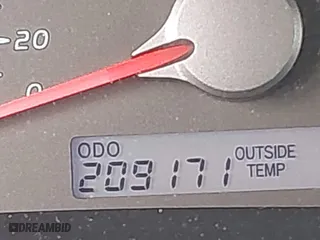 20
0
ODO
209171
OUTSIDE
TEMP
DREAMBID